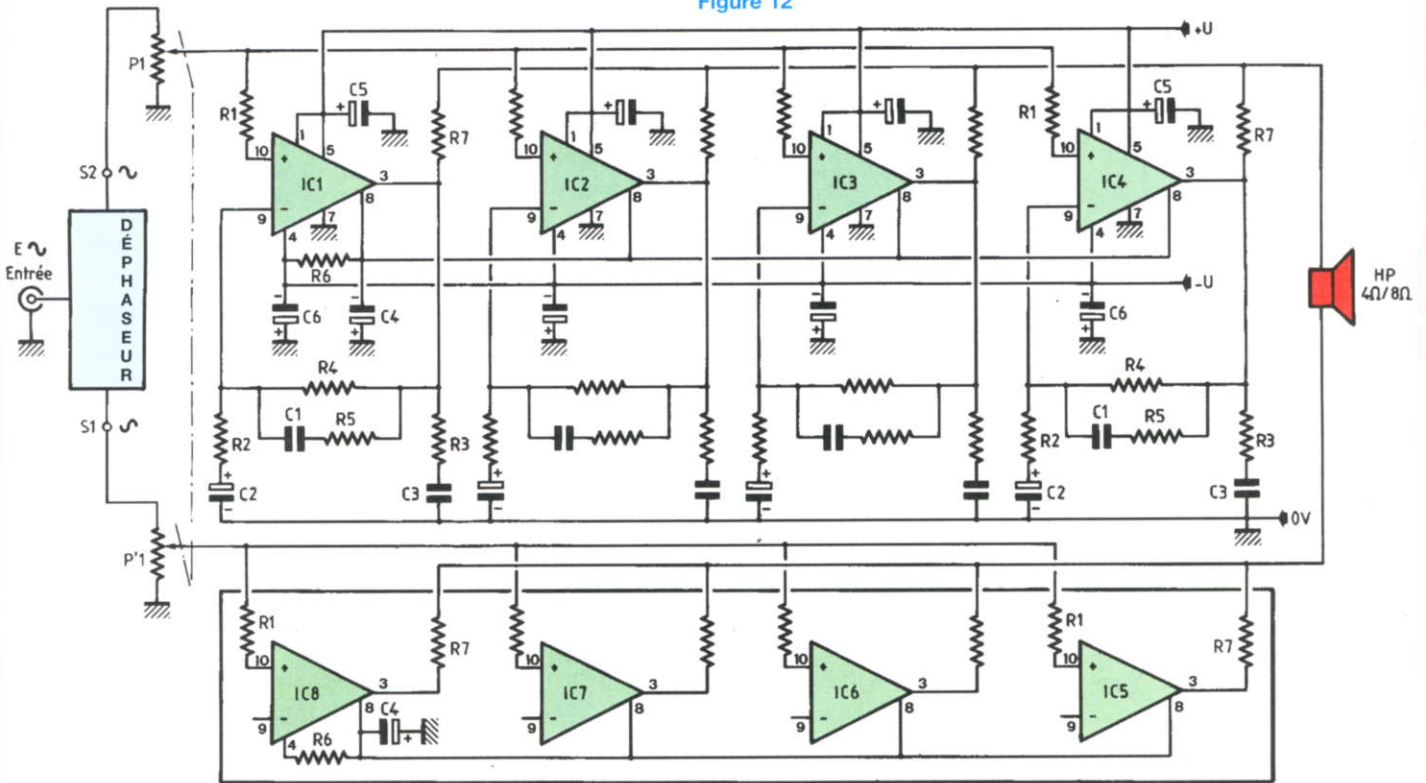 Figure 12
+U
P1
R1
C5
+
1
10
+
5
IC1
3
8
9
-
7
4
R7
R6
-
C6
+
C4
+
1
10
+
5
IC2
3
8
9
-
7
4
-
+
+
1
10
+
5
IC3
3
8
9
-
7
4
-
+
R1
C5
+
1
10
+
5
IC4
3
8
9
-
7
4
R7
-
C6
+
-U
S2 ~
E ~
Entrée
DÉPHASEUR
S1 ~
HP
4Ω/8Ω
R4
C1
R5
R2
+
C2
-
R3
C3
+
-
+
-
R4
C1
R5
R2
+
C2
-
R3
C3
0V
P'1
R1
10
+
IC8
3
8
9
-
4
R6
C4
+
R7
10
+
IC7
3
8
9
-
10
+
IC6
3
8
9
-
R1
10
+
IC5
3
8
9
-
R7